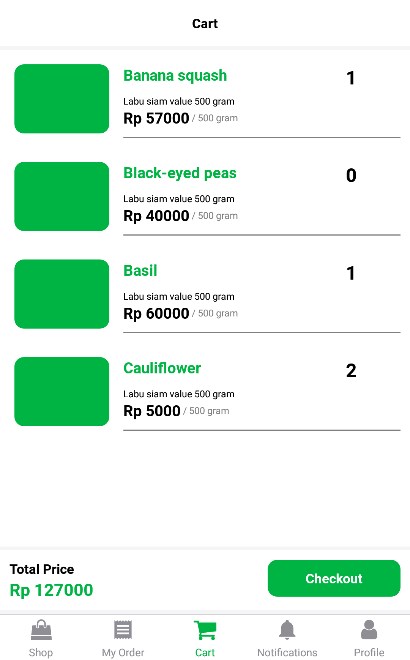 Cart
Banana squash
1
Labu siam value 500 gram
Rp 57000 / 500 gram
Black-eyed peas
0
Labu siam value 500 gram
Rp 40000 / 500 gram
Basil
1
Labu siam value 500 gram
Rp 60000 / 500 gram
Cauliflower
2
Labu siam value 500 gram
Rp 5000 / 500 gram
Total Price
Rp 127000
Checkout
Shop
My Order
Cart
Notifications
Profile